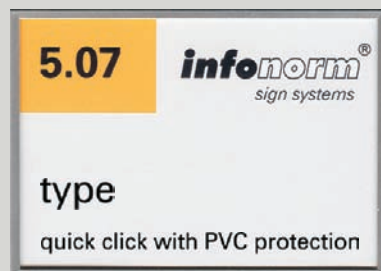 5.07
infonorm®
sign systems
type
quick click with PVC protection